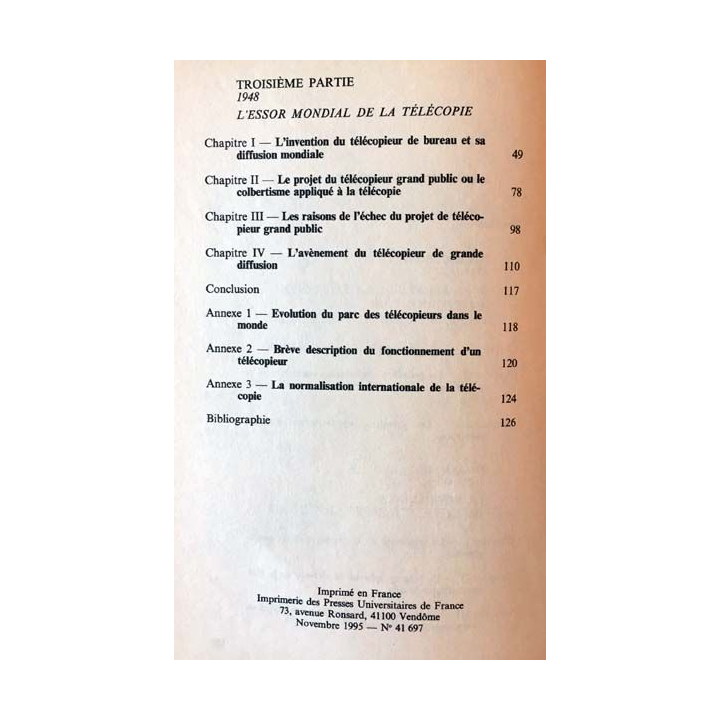 TROISIÈME PARTIE
1948
L'ESSOR MONDIAL DE LA TÉLÉCOPIE
Chapitre I — L'invention du télécopieur de bureau et sa
diffusion mondiale 49
Chapitre II — Le projet du télécopieur grand public ou le
colbertisme appliqué à la télécopie 78
Chapitre III — Les raisons de l'échec du projet de téléco-
pieur grand public 98
Chapitre IV — L'avènement du télécopieur de grande
diffusion 110
Conclusion 117
Annexe 1 — Evolution du parc des télécopieurs dans le
monde 118
Annexe 2 — Brève description du fonctionnement d'un
télécopieur 120
Annexe 3 — La normalisation internationale de la télé-
copie 124
Bibliographie 126
Imprimé en France
Imprimerie des Presses Universitaires de France
73, avenue Ronsard, 41100 Vendôme
Novembre 1995 — Nº 41 697